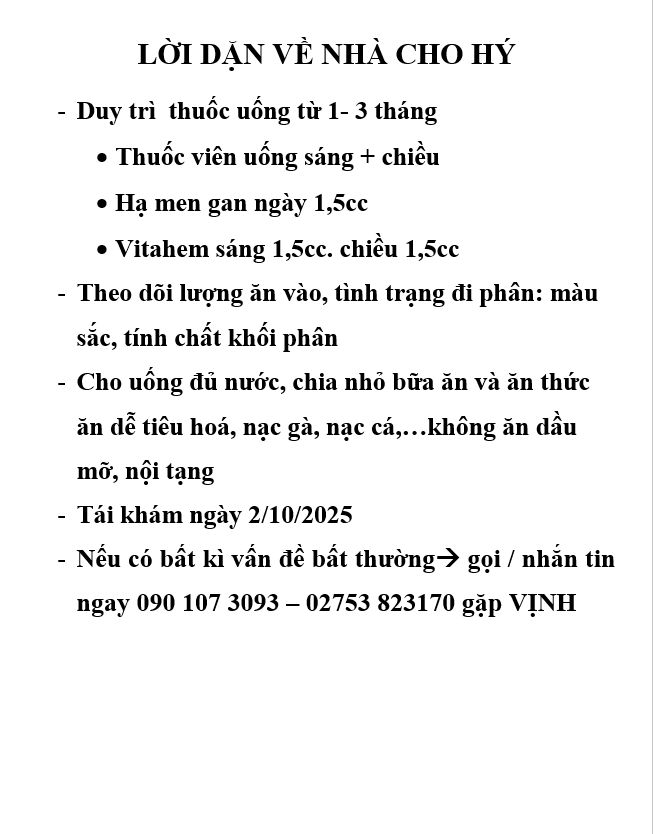 LỜI DẶN VỀ NHÀ CHO HÝ
- Duy trì  thuốc uống từ 1- 3 tháng
• Thuốc viên uống sáng + chiều
• Hạ men gan ngày 1,5cc
• Vitahem sáng 1,5cc. chiều 1,5cc
- Theo dõi lượng ăn vào, tình trạng đi phân: màu
sắc, tính chất khối phân
- Cho uống đủ nước, chia nhỏ bữa ăn và ăn thức
ăn dễ tiêu hoá, nạc gà, nạc cá,…không ăn dầu
mỡ, nội tạng
- Tái khám ngày 2/10/2025
- Nếu có bất kì vấn đề bất thường→ gọi / nhắn tin
ngay 090 107 3093 – 02753 823170 gặp VỊNH